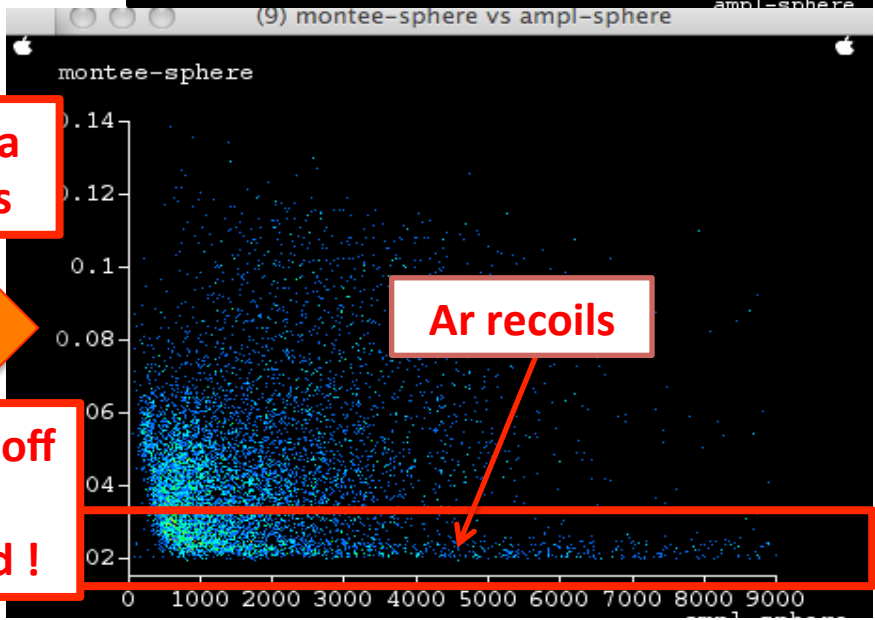 ampl-sphere
(9) montee-sphere vs ampl-sphere
montee-sphere
0.14
a
s
0.12
0.1
Ar recoils
0.08
06
off
04
d !
02
0 1000 2000 3000 4000 5000 6000 7000 8000 9000
ampl-sphere